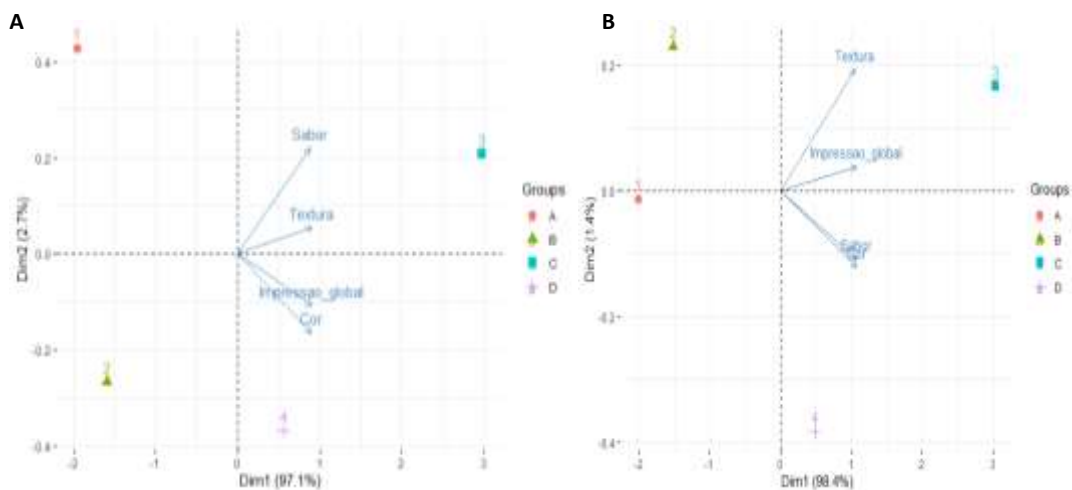 A
1
0.4
Sabor
0.2
3
Textura
0.0
Impressao_global
Cor
-0.2
2
4
-0.4
-2
-1
0
1
2
3
Dim1 (97.1%)
Dim2 (2.7%)
Groups
A
B
C
D
B
2
Textura
0.2
3
Impressao_global
1
0.0
Sabor
-0.2
4
-0.4
-2
-1
0
1
2
3
Dim1 (98.4%)
Dim2 (1.4%)
Groups
A
B
C
D